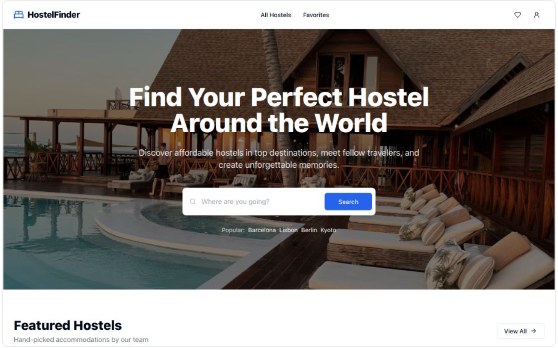 HostelFinder
All Hostels Favorites
Find Your Perfect Hostel
Around the World
Discover affordable hostels in top destinations, meet fellow travelers, and
create unforgettable memories.
Where are you going? Search
Popular: Barcelona Lisbon Berlin Kyoto
Featured Hostels
Hand-picked accommodations by our team
View All →